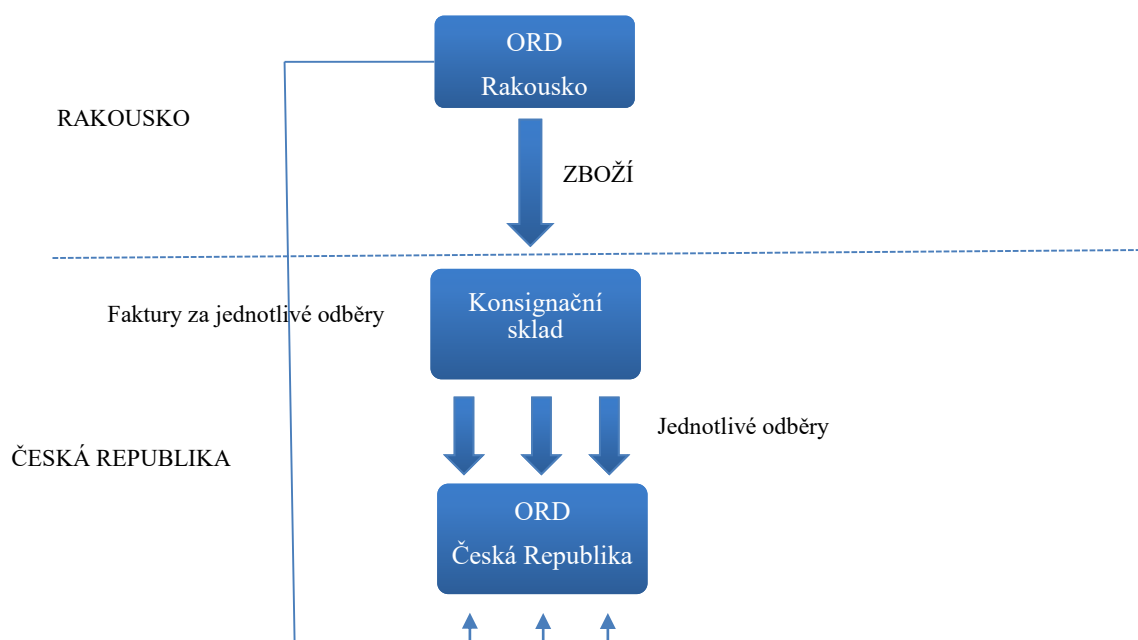 ORD
Rakousko
RAKOUSKO
ZBOŽÍ
Konsignační
sklad
Faktury za jednotlivé odběry
Jednotlivé odběry
ČESKÁ REPUBLIKA
ORD
Česká Republika